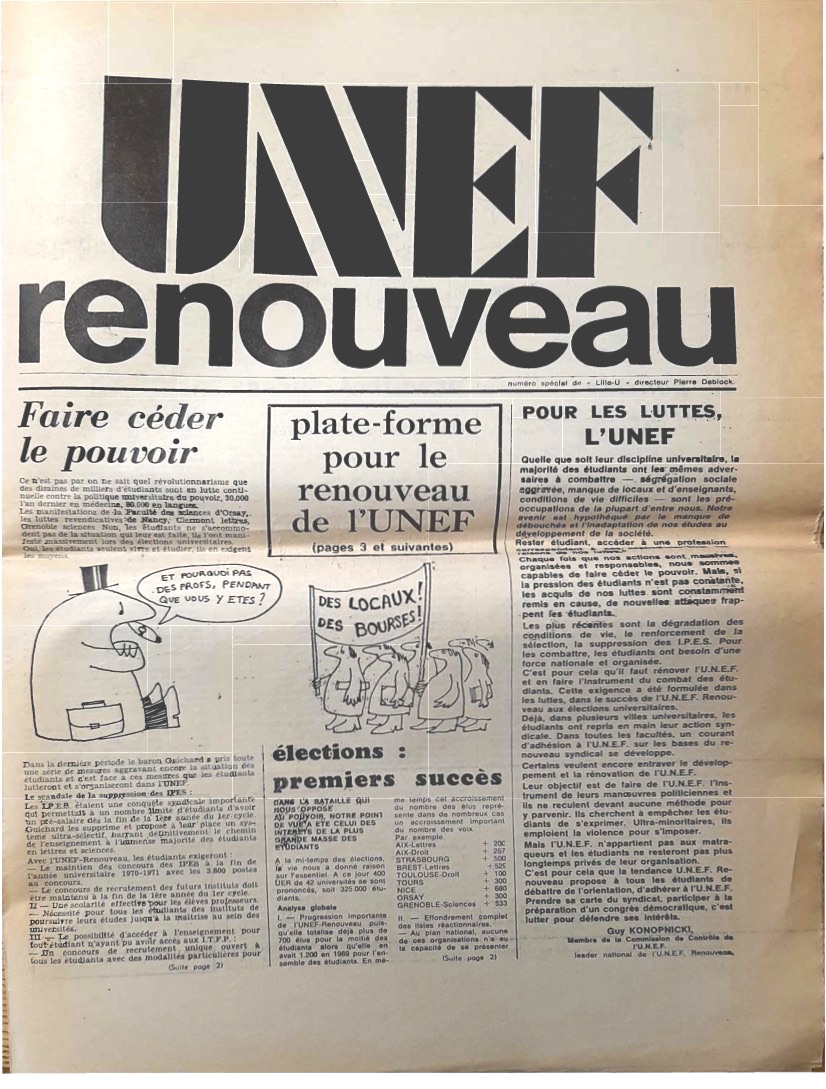 UNEF
renouveau
numéro spécial de « Lille-U » directeur Pierre Deblock.
Faire céder
le pouvoir
Ce n'est pas par on ne sait quel révolutionnarisme que
des dizaines de milliers d'étudiants sont en lutte conti-
nuelle contre la politique universitaire du pouvoir, 30.000
l'an dernier en médecine, 80.000 en langues.
Les manifestations de la Faculté des sciences d'Orsay,
les luttes revendicatives de Nancy, Clermont lettres,
Grenoble sciences Non, les étudiants ne s'accommo-
dent pas de la situation qui leur est faite, ils l'ont mani-
festé massivement lors des élections universitaires.
Oui, les étudiants veulent vivre et étudier, ils en exigent
les moyens.
ET POURQUOI PAS
DES PROFS, PENDANT
QUE VOUS Y ETES ?
Dans la dernière période le baron Guichard a pris toute
une série de mesures aggravant encore la situation des
étudiants et c'est face à ces mesures que les étudiants
lutteront et s'organiseront dans l'UNEF.
Le scandale de la suppression des IPES :
Les I.P.E.S. étaient une conquête syndicale importante
qui permettait à un nombre limité d'étudiants d'avoir
un pré-salaire dès la fin de la 1ère année du 1er cycle.
Guichard les supprime et propose à leur place un sys-
tème ultra-sélectif, barrant définitivement le chemin
de l'enseignement à l'immense majorité des étudiants
en lettres et sciences.
Avec l'UNEF-Renouveau, les étudiants exigeront :
— Le maintien des concours des IPES à la fin de
l'année universitaire 1970-1971 avec les 3.600 postes
au concours.
— Le concours de recrutement des futurs instituts doit
être maintenu à la fin de la 1ère année du 1er cycle.
II — Une scolarité effective pour les élèves professeurs.
— Nécessité pour tous les étudiants des instituts de
poursuivre leurs études jusqu'à la maîtrise au sein des
universités.
III — Le possibilité d'accéder à l'enseignement pour
tout étudiant n'ayant pu avoir accès aux I.T.F.P. :
— Un concours de recrutement unique ouvert à
tous les étudiants avec des modalités particulières pour
(Suite page 2)
plate-forme
pour le
renouveau
de l'UNEF
(pages 3 et suivantes)
DES LOCAUX !
DES BOURSES !
élections :
premiers succès
DANS LA BATAILLE QUI
NOUS OPPOSE
AU POUVOIR, NOTRE POINT
DE VUE A ETE CELUI DES
INTERETS DE LA PLUS
GRANDE MASSE DES
ETUDIANTS
A la mi-temps des élections,
la vie nous a donné raison
sur l'essentiel. A ce jour 400
UER de 42 universités se sont
prononcés, soit 325.000 étu-
diants.
Analyse globale
I. — Progression importante
de l'UNEF-Renouveau puis-
qu'elle totalise déjà plus de
700 élus pour la moitié des
étudiants alors qu'elle en
avait 1.200 en 1969 pour l'en-
semble des étudiants. En mê-
me temps cet accroissement
du nombre des élus repré-
sente dans de nombreux cas
un accroissement important
du nombre des voix.
Par exemple.
AIX-Lettres + 200
AIX-Droit + 257
STRASBOURG + 500
BREST-Lettres + 525
TOULOUSE-Droit + 100
TOURS + 300
NICE + 680
ORSAY + 300
GRENOBLE-Sciences + 533
II. — Effondrement complet
des listes réactionnaires.
— Au plan national, aucune
de ces organisations n'a eu
la capacité de se présenter
(Suite page 2)
POUR LES LUTTES,
L'UNEF
Quelle que soit leur discipline universitaire, la
majorité des étudiants ont les mêmes adver-
saires à combattre — ségrégation sociale
aggravée, manque de locaux et d'enseignants,
conditions de vie difficiles — sont les pré-
occupations de la plupart d'entre nous. Notre
avenir est hypothéqué par le manque de
débouchés et l'inadaptation de nos études au
développement de la société.
Rester étudiant, accéder à une profession
Chaque fois que nos actions sont massives,
organisées et responsables, nous sommes
capables de faire céder le pouvoir. Mais, si
la pression des étudiants n'est pas constante,
les acquis de nos luttes sont constamment
remis en cause, de nouvelles attaques frap-
pent les étudiants.
Les plus récentes sont la dégradation des
conditions de vie, le renforcement de la
sélection, la suppression des I.P.E.S. Pour
les combattre, les étudiants ont besoin d'une
force nationale et organisée.
C'est pour cela qu'il faut rénover l'U.N.E.F.
et en faire l'instrument du combat des étu-
diants. Cette exigence a été formulée dans
les luttes, dans le succès de l'U.N.E.F. Renou-
veau aux élections universitaires.
Déjà, dans plusieurs villes universitaires, les
étudiants ont repris en main leur action syn-
dicale. Dans toutes les facultés, un courant
d'adhésion à l'U.N.E.F. sur les bases du re-
nouveau syndical se développe.
Certains veulent encore entraver le dévelop-
pement et la rénovation de l'U.N.E.F.
Leur objectif est de faire de l'U.N.E.F. l'ins-
trument de leurs manœuvres politiciennes et
ils ne reculent devant aucune méthode pour
y parvenir. Ils cherchent à empêcher les étu-
diants de s'exprimer. Ultra-minoritaires, ils
emploient la violence pour s'imposer.
Mais l'U.N.E.F. n'appartient pas aux matra-
queurs et les étudiants ne resteront pas plus
longtemps privés de leur organisation.
C'est pour cela que la tendance U.N.E.F. Re-
nouveau propose à tous les étudiants de
débattre de l'orientation, d'adhérer à l'U.N.E.F.
Prendre sa carte du syndicat, participer à la
préparation d'un congrès démocratique, c'est
lutter pour défendre ses intérêts.
Guy KONOPNICKI,
Membre de la Commission de Contrôle de
l'U.N.E.F.
leader national de l'U.N.E.F. Renouveau,